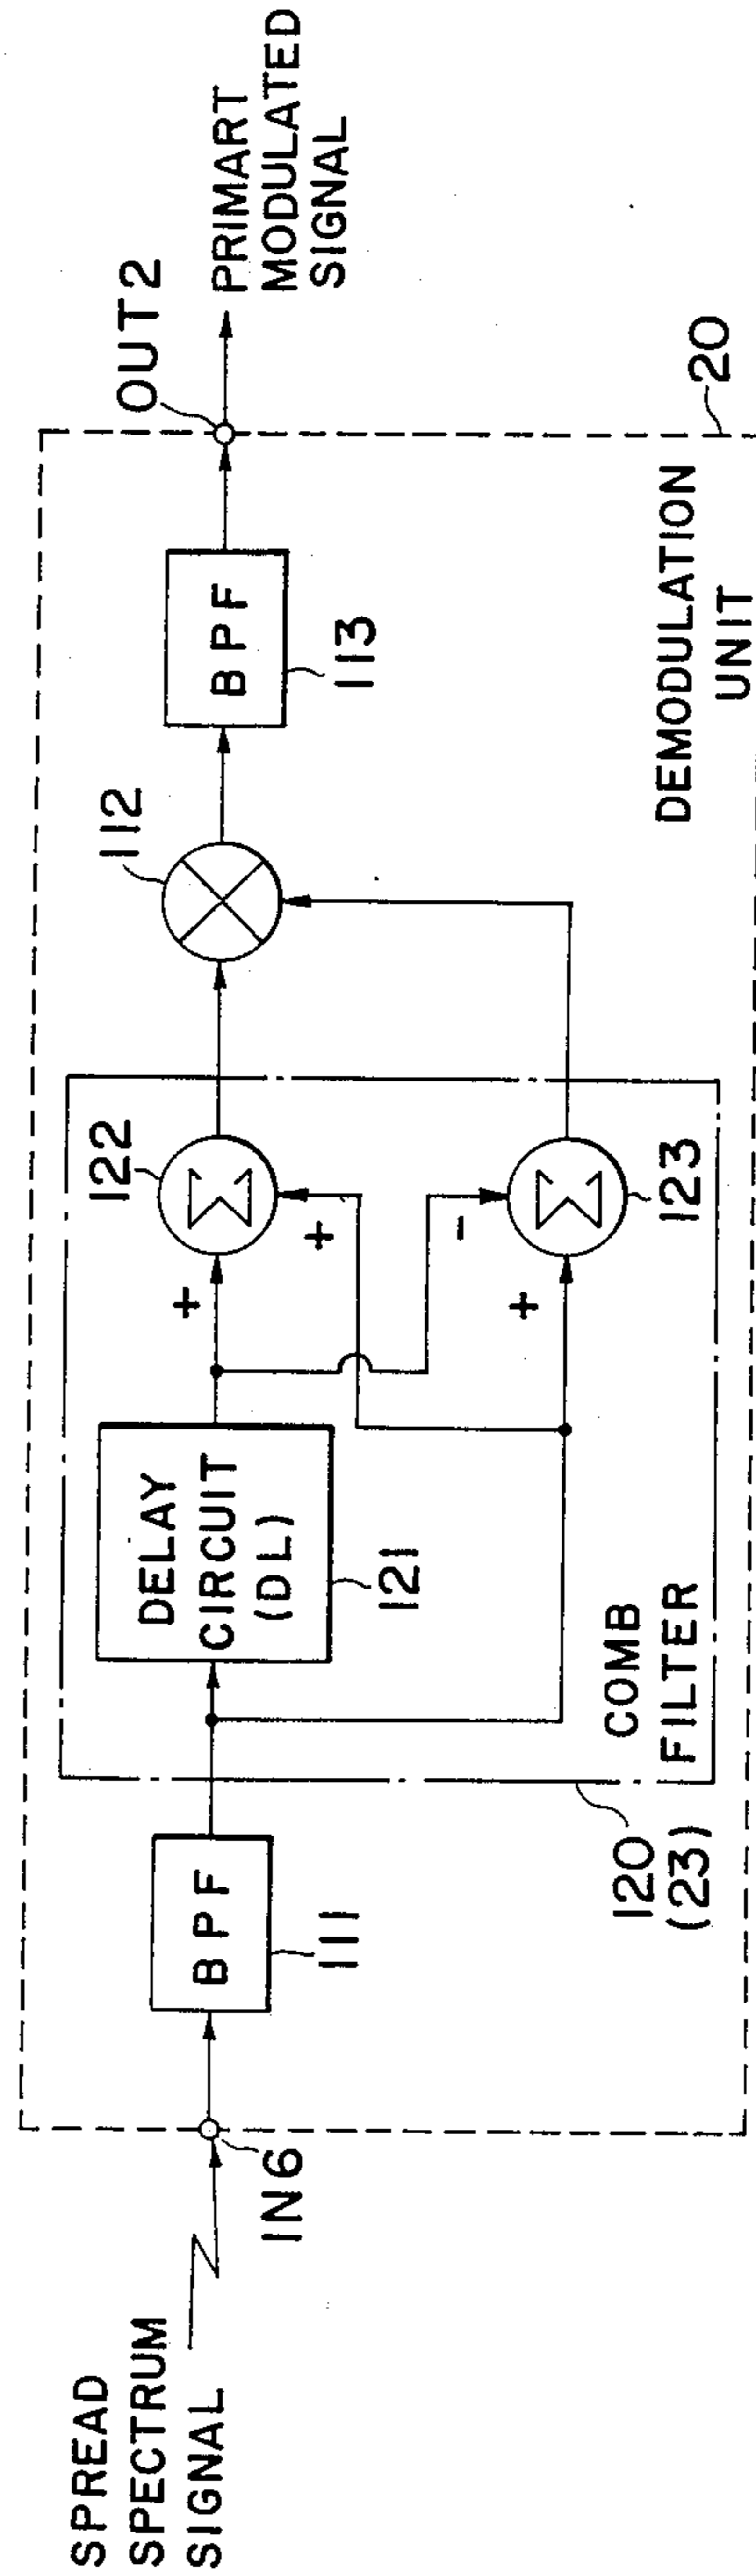 SPREAD
SPECTRUM
SIGNAL
IN6
BPF
111
120
(23)
COMB
FILTER
DELAY
CIRCUIT
(DL)
121
+
+
-
+
Σ
122
Σ
123
112
BPF
113
DEMODULATION
UNIT
20
OUT2
PRIMART
MODULATED
SIGNAL